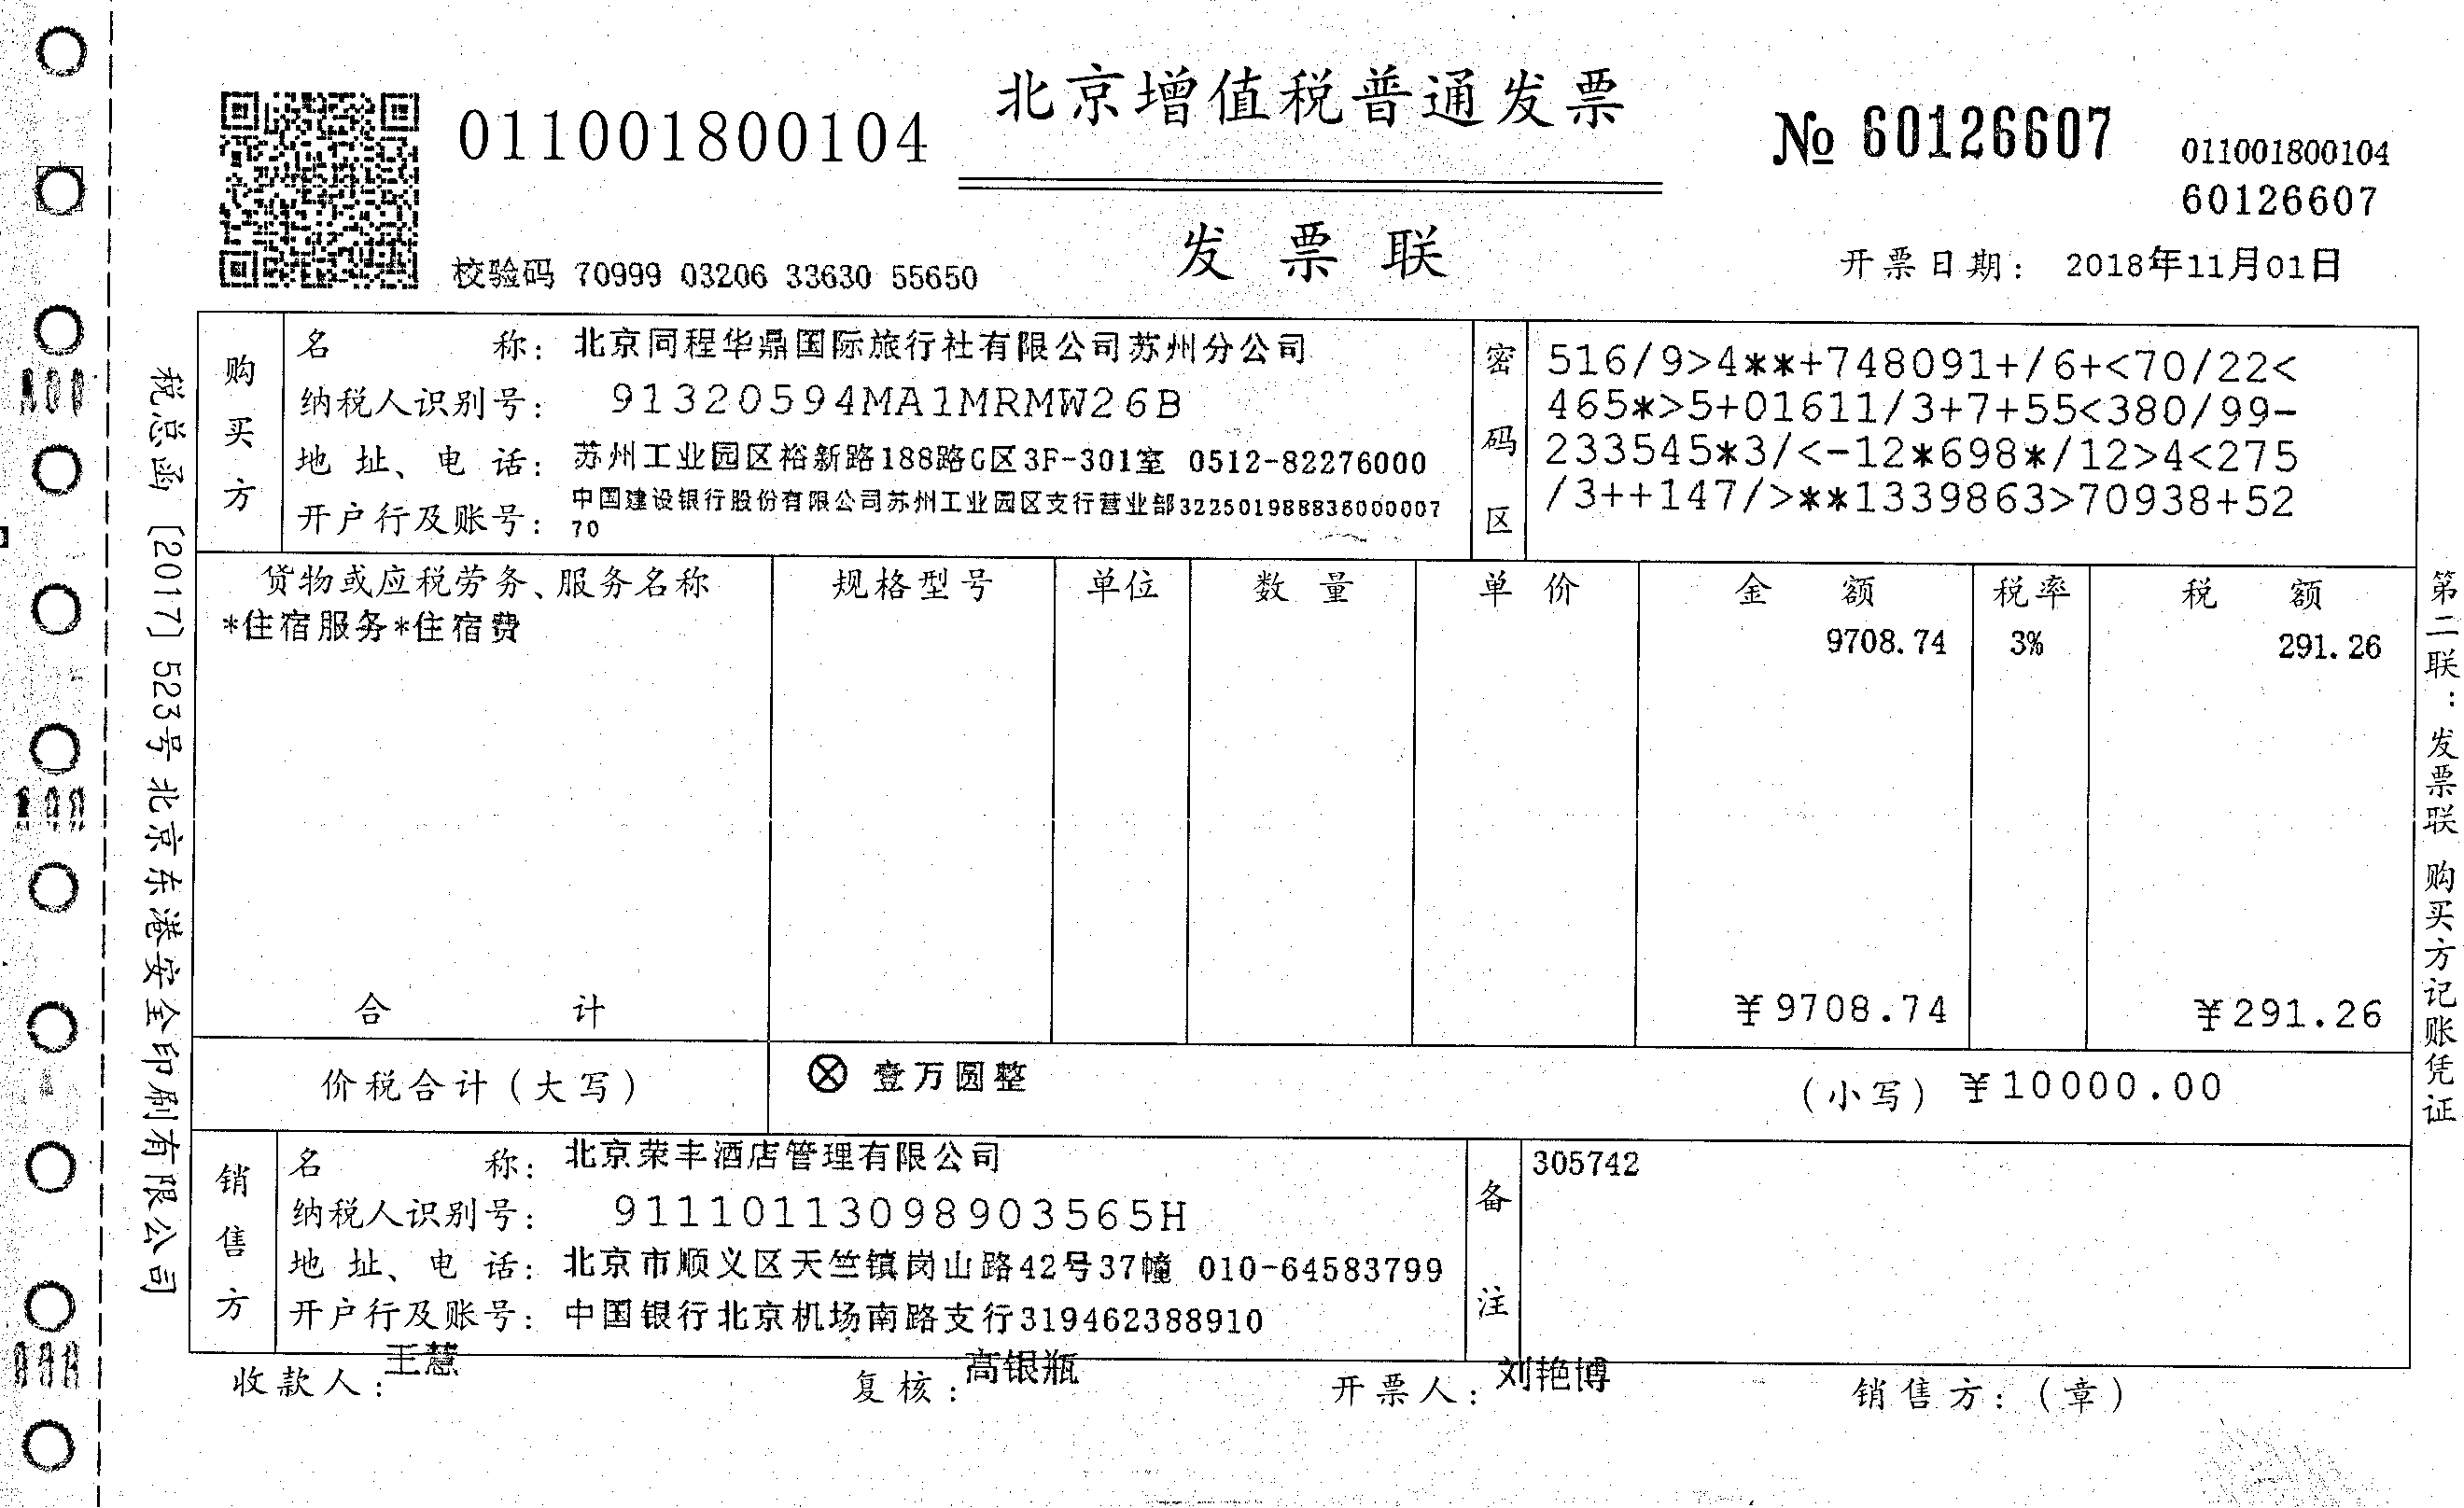 北京增值税普通发票
011001800104
№ 60126607
011001800104
60126607
发票联
校验码 70999 03206 33630 55650
开票日期: 2018年11月01日
税总函〔2017〕523号北京东港安全印刷有限公司
购买方
名称: 北京同程华鼎国际旅行社有限公司苏州分公司
纳税人识别号: 91320594MA1MRMW26B
地址、电话: 苏州工业园区裕新路188路G区3F-301室 0512-82276000
开户行及账号: 中国建设银行股份有限公司苏州工业园区支行营业部3225019888360000007
70
密码区
516/9>4**+748091+/6+<70/22<
465*>5+01611/3+7+55<380/99-
233545*3/<-12*698*/12>4<275
/3++147/>**1339863>70938+52
货物或应税劳务、服务名称 规格型号 单位 数量 单价 金额 税率 税额
*住宿服务*住宿费 9708.74 3% 291.26
合计 ¥9708.74 ¥291.26
价税合计(大写) ⊗壹万圆整 (小写) ¥10000.00
销售方
名称: 北京荣丰酒店管理有限公司
纳税人识别号: 91110113098903565H
地址、电话: 北京市顺义区天竺镇岗山路42号37幢 010-64583799
开户行及账号: 中国银行北京机场南路支行319462388910
备注
305742
收款人: 王慧 复核: 高银瓶 开票人: 刘艳博 销售方:(章)
第二联:发票联 购买方记账凭证